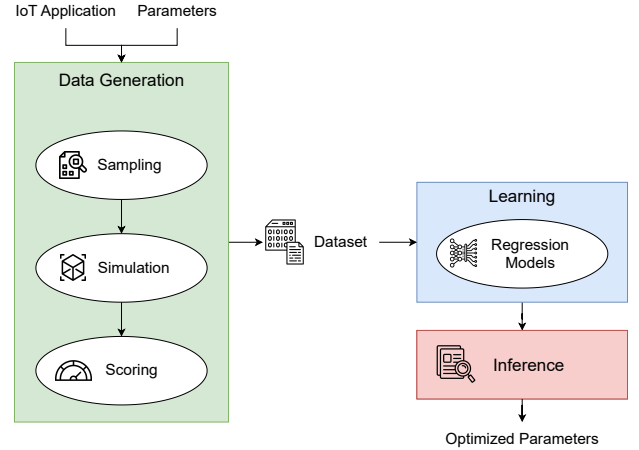 IoT Application
Parameters
Data Generation
Sampling
Simulation
Scoring
Dataset
Learning
Regression
Models
Inference
Optimized Parameters